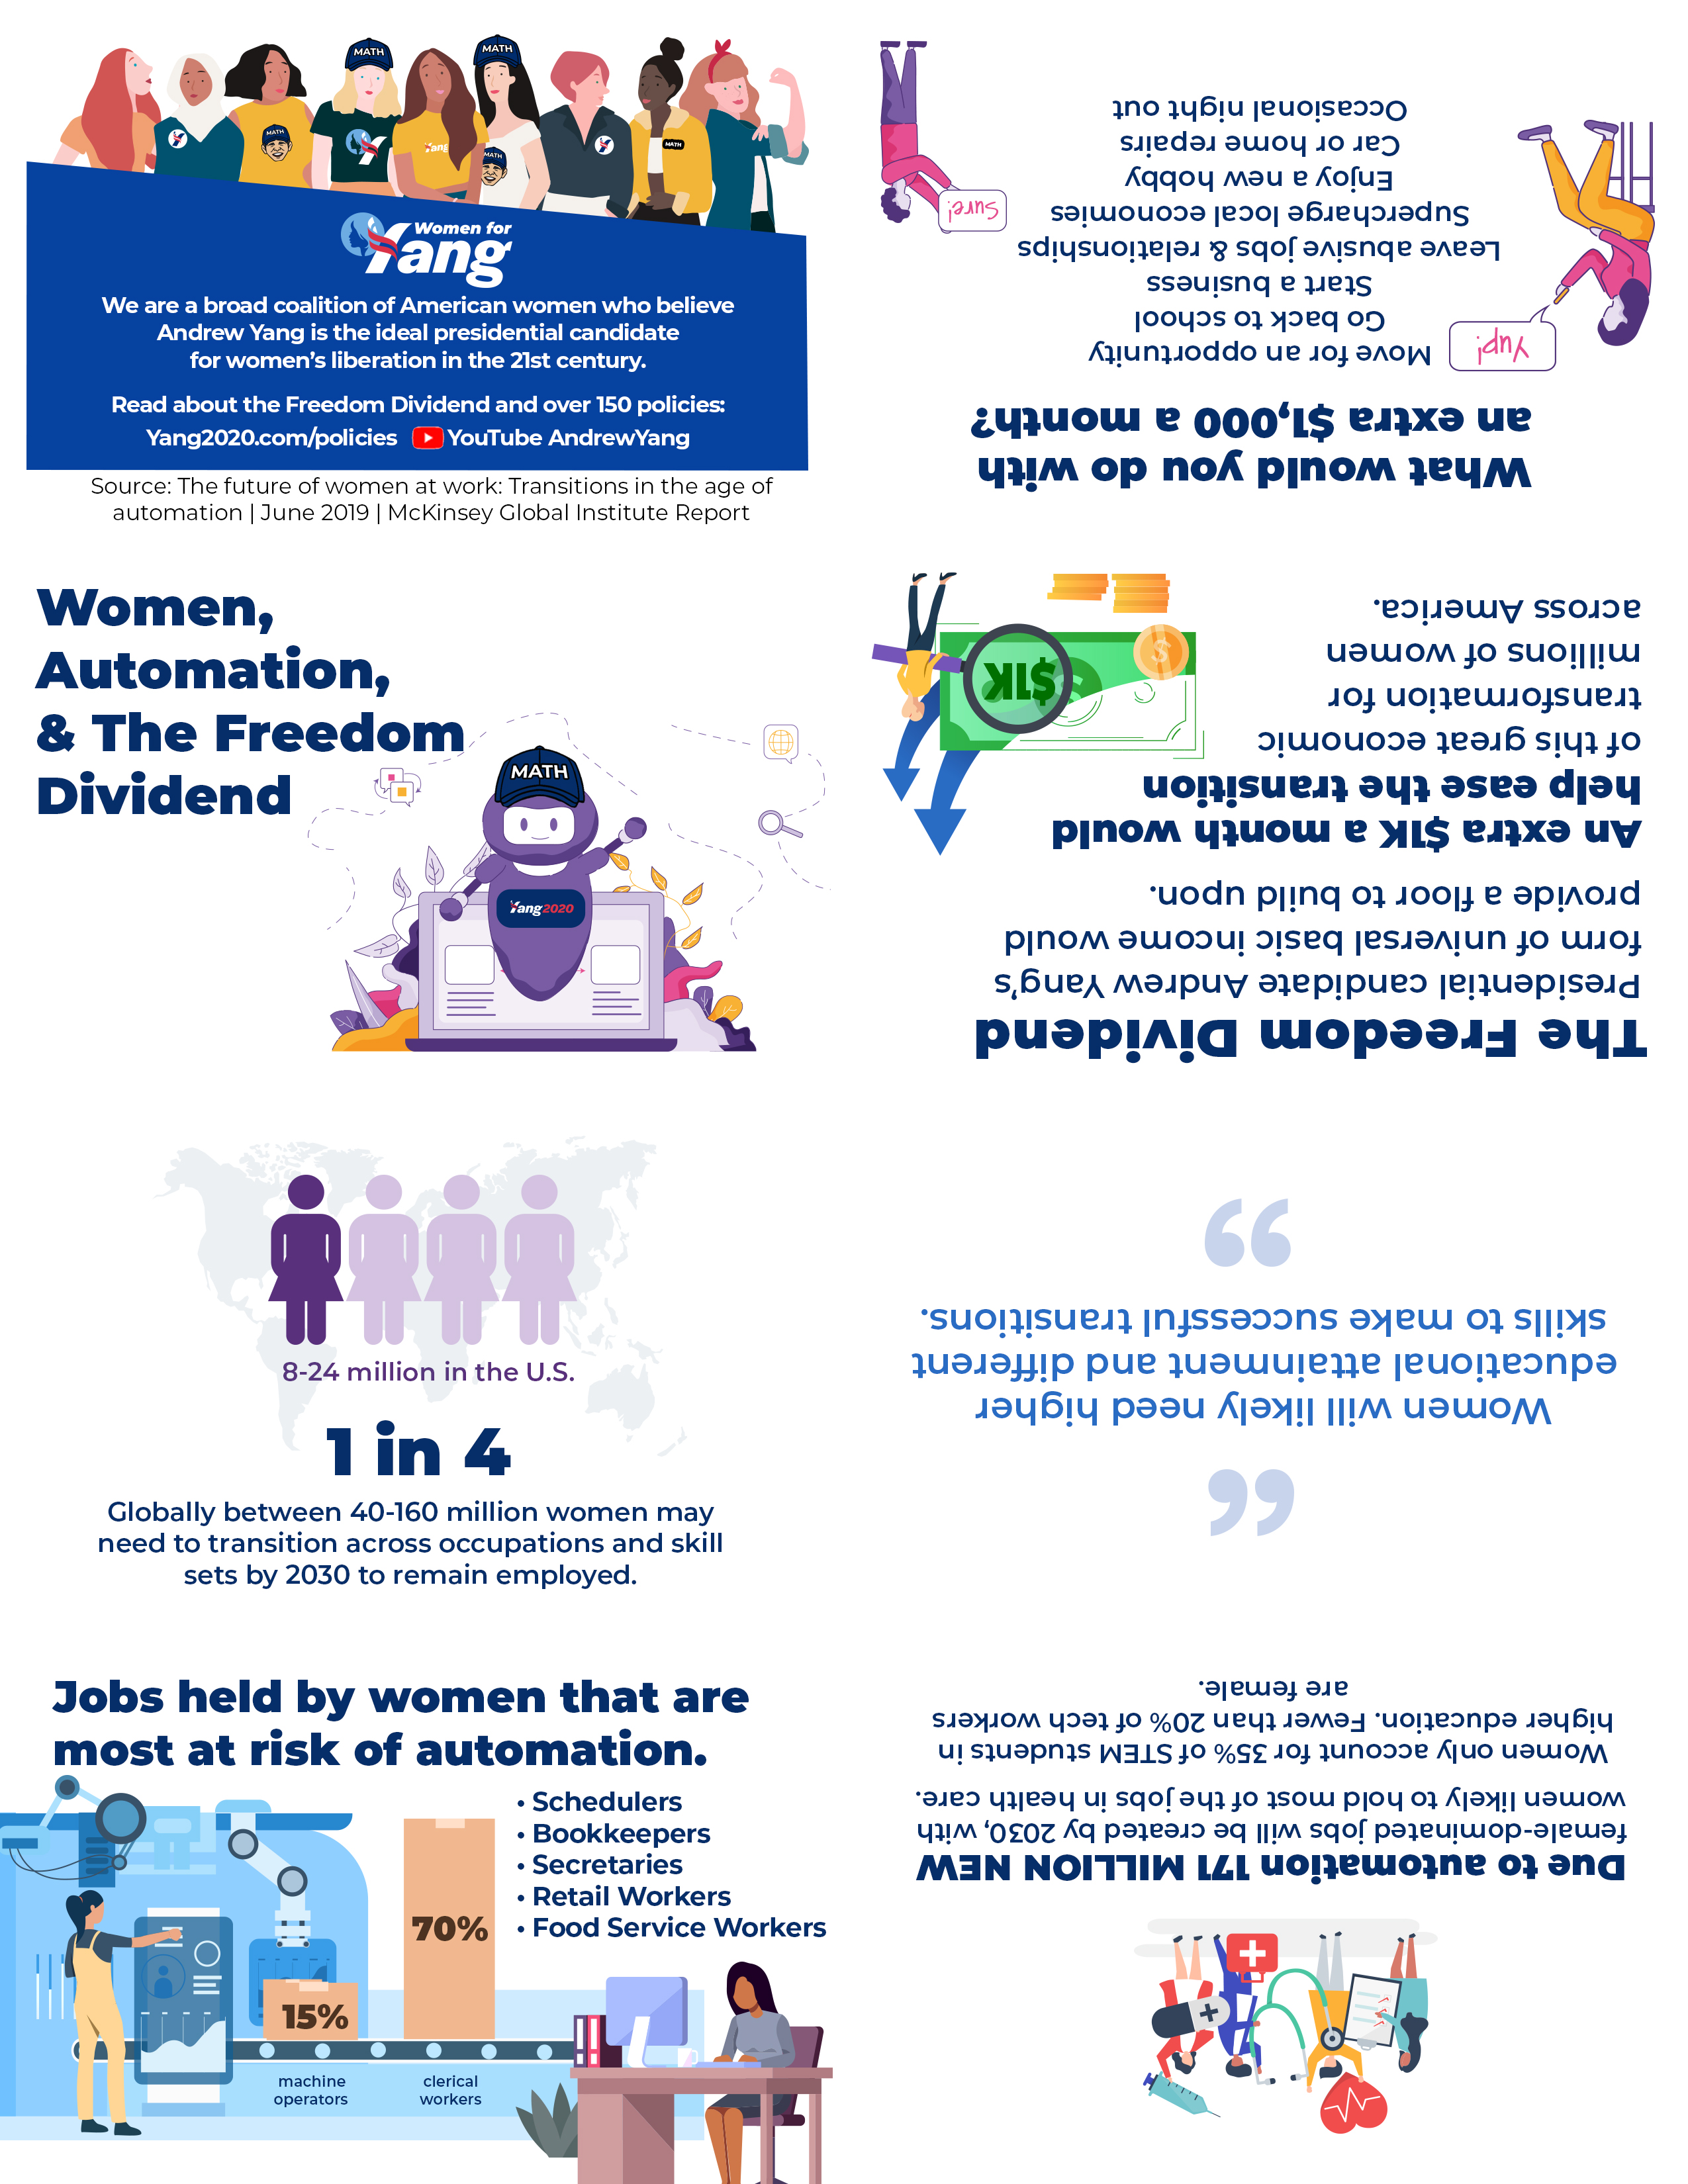 MATH
MATH
MATH
Yang
MATH
MATH
Women for
Yang
We are a broad coalition of American women who believe
Andrew Yang is the ideal presidential candidate
for women's liberation in the 21st century.
Read about the Freedom Dividend and over 150 policies:
Yang2020.com/policies YouTube AndrewYang
Source: The future of women at work: Transitions in the age of
automation | June 2019 | McKinsey Global Institute Report
Women,
Automation,
& The Freedom
Dividend
MATH
Yang2020
8-24 million in the U.S.
1 in 4
Globally between 40-160 million women may
need to transition across occupations and skill
sets by 2030 to remain employed.
Jobs held by women that are
most at risk of automation.
• Schedulers
• Bookkeepers
• Secretaries
• Retail Workers
• Food Service Workers
70%
15%
machine
operators
clerical
workers
Due to automation 171 MILLION NEW
female-dominated jobs will be created by 2030, with
women likely to hold most of the jobs in health care.
Women only account for 35% of STEM students in
higher education. Fewer than 20% of tech workers
are female.
Women will likely need higher
educational attainment and different
skills to make successful transitions.
The Freedom Dividend
Presidential candidate Andrew Yang's
form of universal basic income would
provide a floor to build upon.
An extra $1K a month would
help ease the transition
of this great economic
transformation for
millions of women
across America.
$1K
$
$
What would you do with
an extra $1,000 a month?
Yup!
Move for an opportunity
Go back to school
Start a business
Leave abusive jobs & relationships
Supercharge local economies
Enjoy a new hobby
Car or home repairs
Occasional night out
Sure!